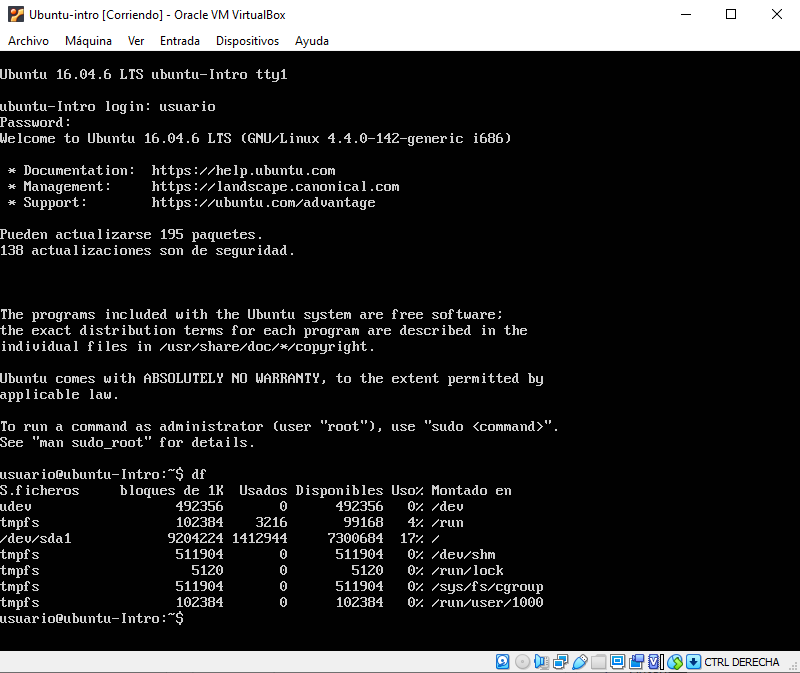 Ubuntu-intro [Corriendo] - Oracle VM VirtualBox
Archivo Máquina Ver Entrada Dispositivos Ayuda
Ubuntu 16.04.6 LTS ubuntu-Intro tty1
ubuntu-Intro login: usuario
Password:
Welcome to Ubuntu 16.04.6 LTS (GNU/Linux 4.4.0-142-generic i686)
* Documentation:  https://help.ubuntu.com
* Management:     https://landscape.canonical.com
* Support:        https://ubuntu.com/advantage
Pueden actualizarse 195 paquetes.
138 actualizaciones son de seguridad.
The programs included with the Ubuntu system are free software;
the exact distribution terms for each program are described in the
individual files in /usr/share/doc/*/copyright.
Ubuntu comes with ABSOLUTELY NO WARRANTY, to the extent permitted by
applicable law.
To run a command as administrator (user "root"), use "sudo <command>".
See "man sudo_root" for details.
usuario@ubuntu-Intro:~$ df
S.ficheros     bloques de 1K  Usados Disponibles Uso% Montado en
udev                  492356       0      492356   0% /dev
tmpfs                 102384    3216       99168   4% /run
/dev/sda1            9204224 1412944     7300684  17% /
tmpfs                 511904       0      511904   0% /dev/shm
tmpfs                   5120       0        5120   0% /run/lock
tmpfs                 511904       0      511904   0% /sys/fs/cgroup
tmpfs                 102384       0      102384   0% /run/user/1000
usuario@ubuntu-Intro:~$
CTRL DERECHA